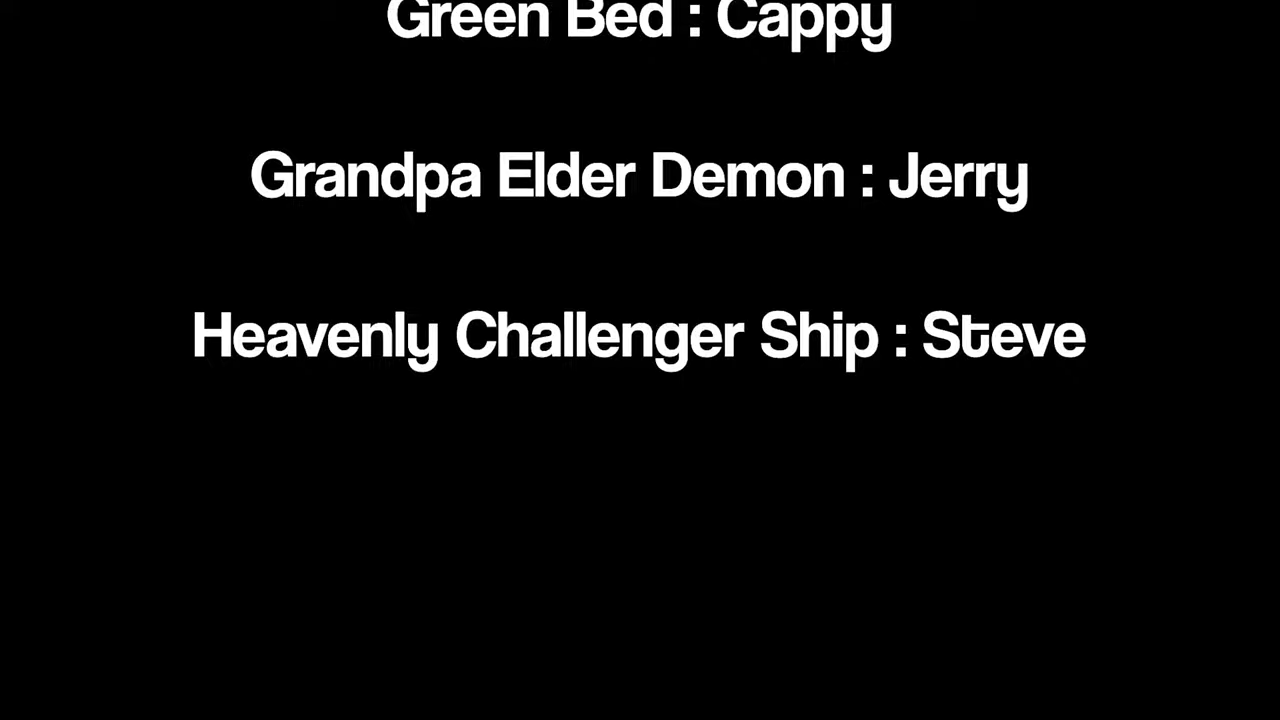 Green Bed : Cappy
Grandpa Elder Demon : Jerry
Heavenly Challenger Ship : Steve